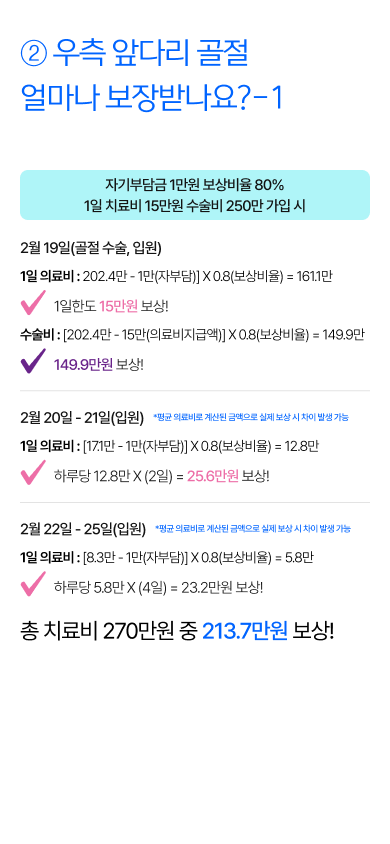 ② 우측 앞다리 골절
얼마나 보장받나요?-1
자기부담금 1만원 보상비율 80%
1일 치료비 15만원 수술비 250만 가입 시
2월 19일(골절 수술, 입원)
1일 의료비 : 202.4만 - 1만(자부담)] X 0.8(보상비율) = 161.1만
1일한도 15만원 보상!
수술비 : [202.4만 - 15만(의료비지급액)] X 0.8(보상비율) = 149.9만
149.9만원 보상!
2월 20일 - 21일(입원) *평균 의료비로 계산된 금액으로 실제 보상 시 차이 발생 가능
1일 의료비 : [17.1만 - 1만(자부담)] X 0.8(보상비율) = 12.8만
하루당 12.8만 X (2일) = 25.6만원 보상!
2월 22일 - 25일(입원) *평균 의료비로 계산된 금액으로 실제 보상 시 차이 발생 가능
1일 의료비 : [8.3만 - 1만(자부담)] X 0.8(보상비율) = 5.8만
하루당 5.8만 X (4일) = 23.2만원 보상!
총 치료비 270만원 중 213.7만원 보상!